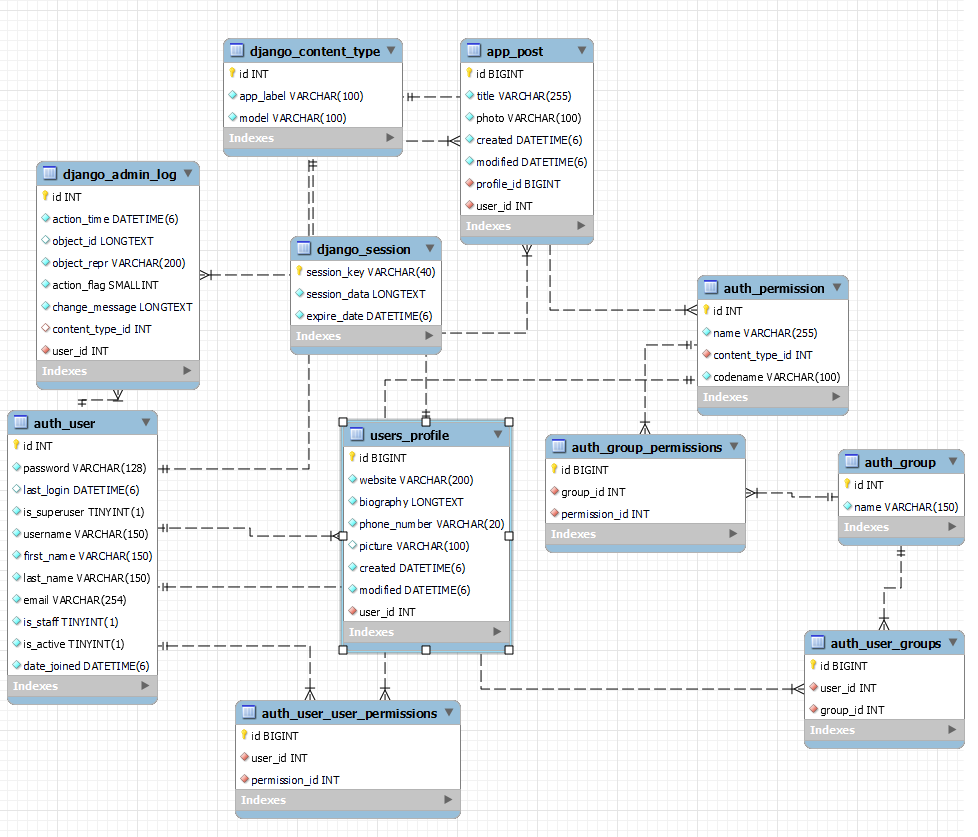 django_content_type
id INT
app_label VARCHAR(100)
model VARCHAR(100)
Indexes
app_post
id BIGINT
title VARCHAR(255)
photo VARCHAR(100)
created DATETIME(6)
modified DATETIME(6)
profile_id BIGINT
user_id INT
Indexes
django_admin_log
id INT
action_time DATETIME(6)
object_id LONGTEXT
object_repr VARCHAR(200)
action_flag SMALLINT
change_message LONGTEXT
content_type_id INT
user_id INT
Indexes
django_session
session_key VARCHAR(40)
session_data LONGTEXT
expire_date DATETIME(6)
Indexes
auth_permission
id INT
name VARCHAR(255)
content_type_id INT
codename VARCHAR(100)
Indexes
auth_user
id INT
password VARCHAR(128)
last_login DATETIME(6)
is_superuser TINYINT(1)
username VARCHAR(150)
first_name VARCHAR(150)
last_name VARCHAR(150)
email VARCHAR(254)
is_staff TINYINT(1)
is_active TINYINT(1)
date_joined DATETIME(6)
Indexes
users_profile
id BIGINT
website VARCHAR(200)
biography LONGTEXT
phone_number VARCHAR(20)
picture VARCHAR(100)
created DATETIME(6)
modified DATETIME(6)
user_id INT
Indexes
auth_group_permissions
id BIGINT
group_id INT
permission_id INT
Indexes
auth_group
id INT
name VARCHAR(150)
Indexes
auth_user_groups
id BIGINT
user_id INT
group_id INT
Indexes
auth_user_user_permissions
id BIGINT
user_id INT
permission_id INT
Indexes